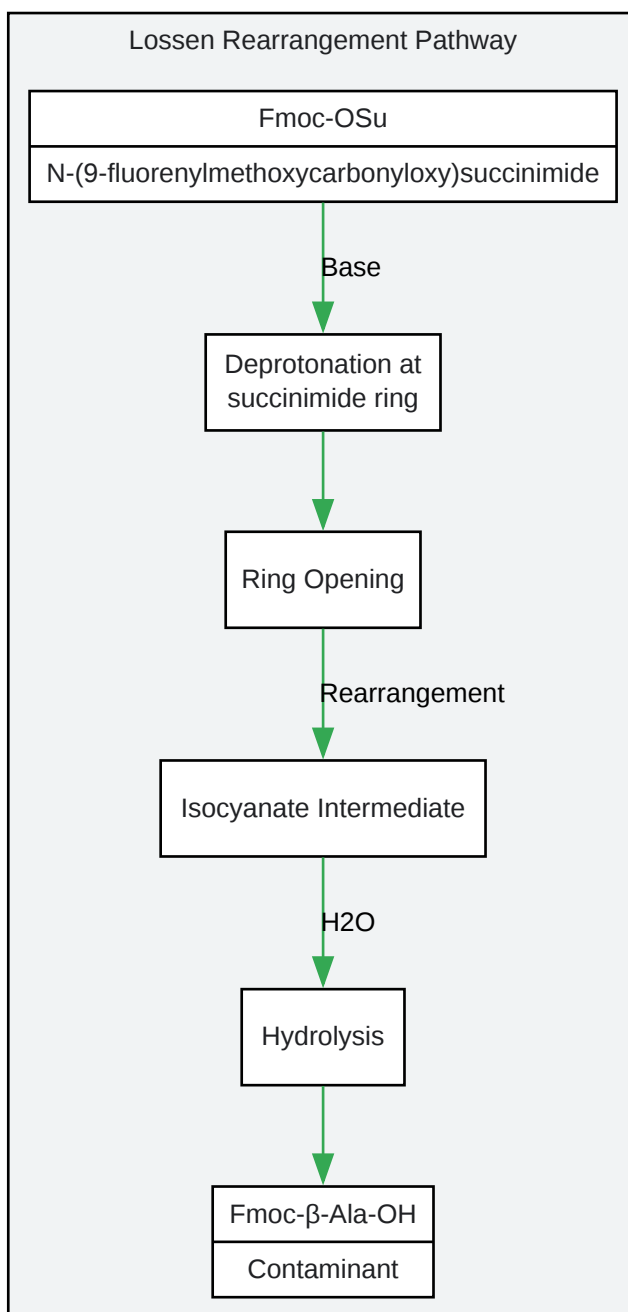 Lossen Rearrangement Pathway
Fmoc-OSu
N-(9-fluorenylmethoxycarbonyloxy)succinimide
Base
Deprotonation at
succinimide ring
Ring Opening
Rearrangement
Isocyanate Intermediate
H2O
Hydrolysis
Fmoc-β-Ala-OH
Contaminant